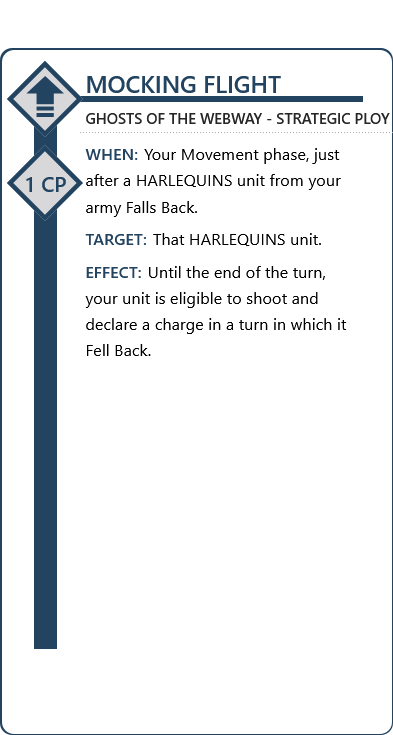 MOCKING FLIGHT
GHOSTS OF THE WEBWAY - STRATEGIC PLOY
1 CP
WHEN: Your Movement phase, just
after a HARLEQUINS unit from your
army Falls Back.
TARGET: That HARLEQUINS unit.
EFFECT: Until the end of the turn,
your unit is eligible to shoot and
declare a charge in a turn in which it
Fell Back.